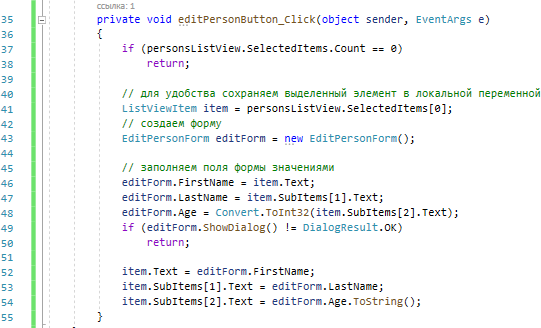 ссылка: 1
35 private void editPersonButton_Click(object sender, EventArgs e)
36 {
37 if (personsListView.SelectedItems.Count == 0)
38 return;
39
40 // для удобства сохраняем выделенный элемент в локальной переменной
41 ListViewItem item = personsListView.SelectedItems[0];
42 // создаем форму
43 EditPersonForm editForm = new EditPersonForm();
44
45 // заполняем поля формы значениями
46 editForm.FirstName = item.Text;
47 editForm.LastName = item.SubItems[1].Text;
48 editForm.Age = Convert.ToInt32(item.SubItems[2].Text);
49 if (editForm.ShowDialog() != DialogResult.OK)
50 return;
51
52 item.Text = editForm.FirstName;
53 item.SubItems[1].Text = editForm.LastName;
54 item.SubItems[2].Text = editForm.Age.ToString();
55 }